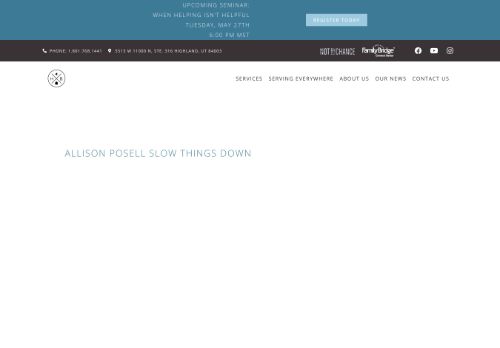 UPCOMING SEMINAR:
WHEN HELPING ISN'T HELPFUL
TUESDAY, MAY 27TH
6:00 PM MST
REGISTER TODAY
PHONE: 1.801.768.1441
5513 W 11000 N, STE. 316 HIGHLAND, UT 84003
NOT BY CHANCE
FamilyBridge
SERVICES SERVING EVERYWHERE ABOUT US OUR NEWS CONTACT US
ALLISON POSELL SLOW THINGS DOWN